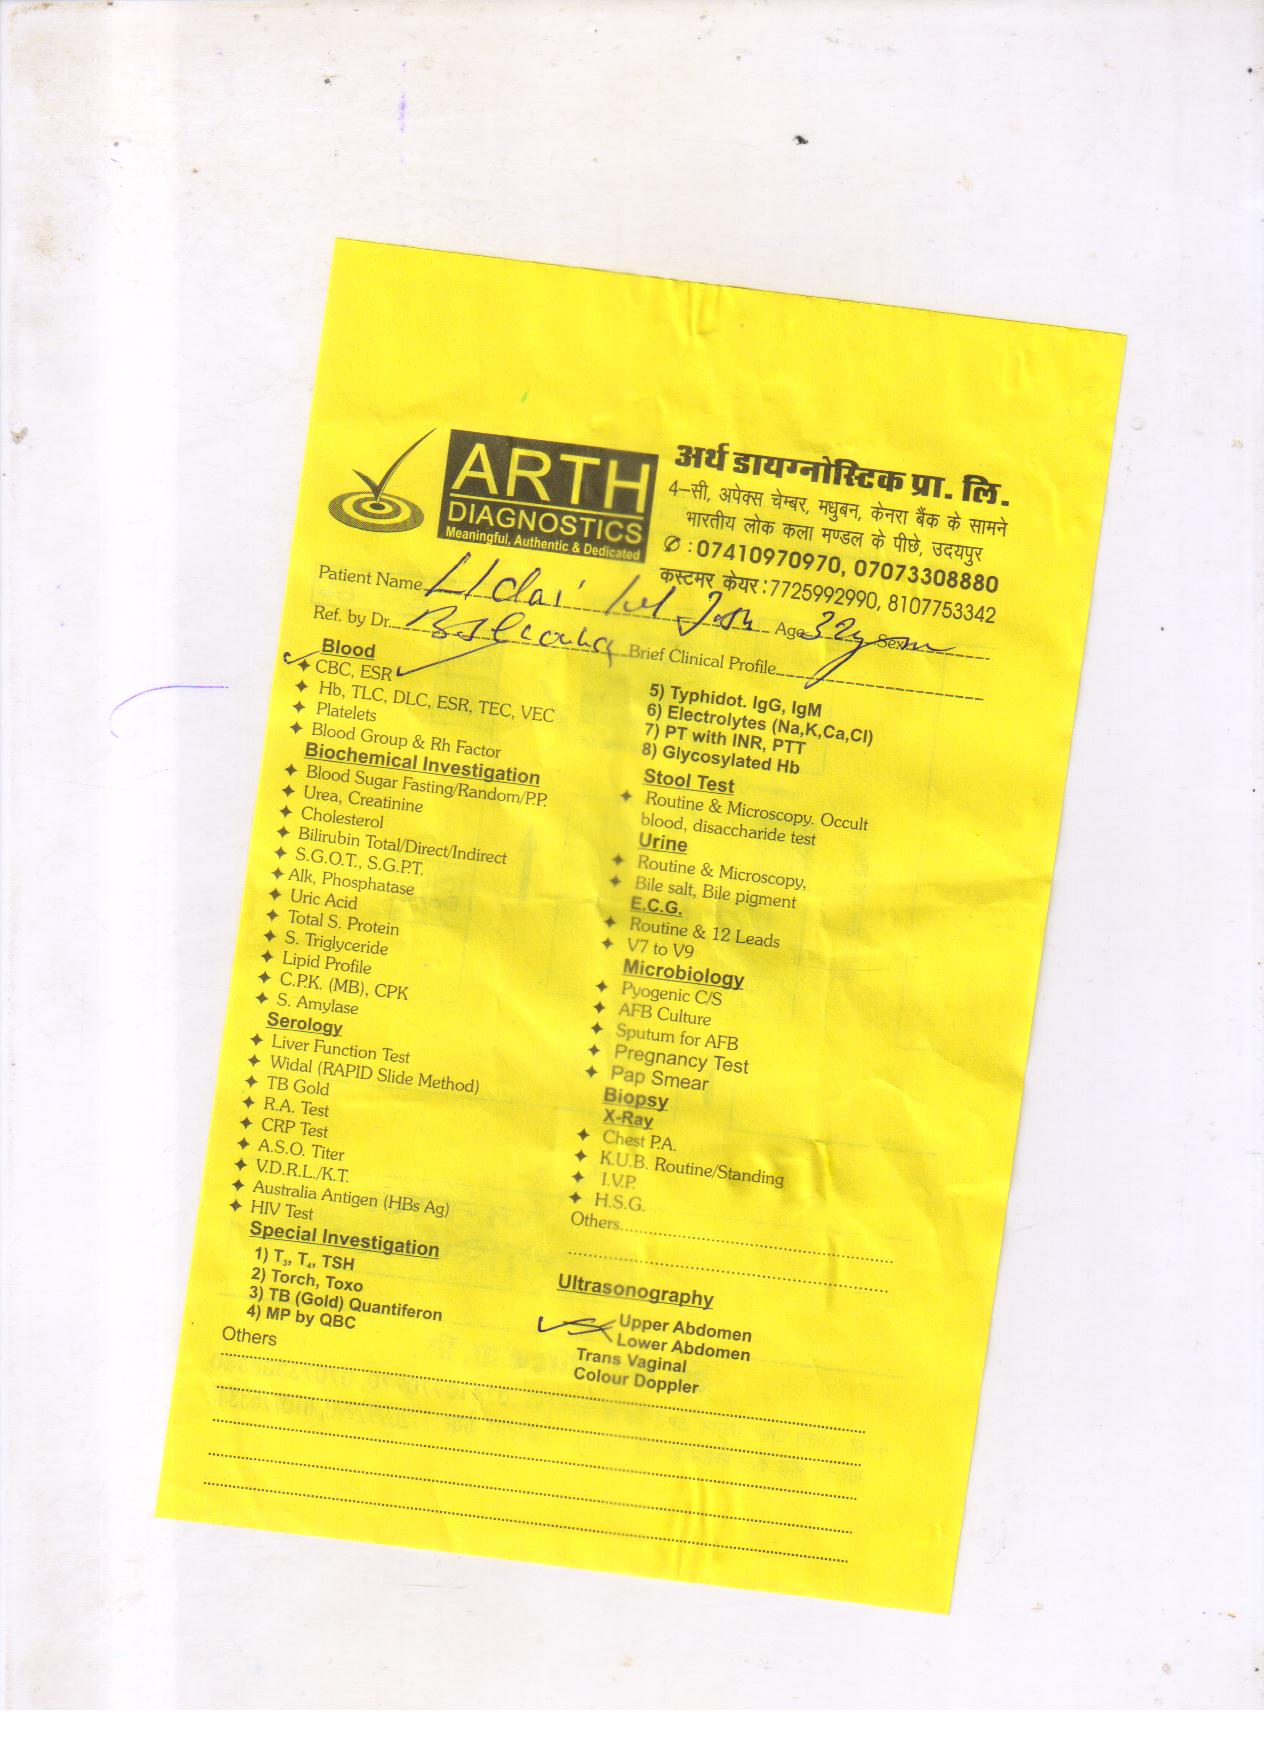 ARTH
DIAGNOSTICS
Meaningful, Authentic & Dedicated
अर्थ डायग्नोस्टिक प्रा. लि.
4–सी, अपेक्स चेम्बर, मधुबन, केनरा बैंक के सामने
भारतीय लोक कला मण्डल के पीछे, उदयपुर
✆ : 07410970970, 07073308880
कस्टमर केयर : 7725992990, 8107753342
Patient Name Udai Age 32y Sex m
Ref. by Dr. Brief Clinical Profile
Blood
CBC, ESR
Hb, TLC, DLC, ESR, TEC, VEC
Platelets
Blood Group & Rh Factor
Biochemical Investigation
Blood Sugar Fasting/Random/P.P.
Urea, Creatinine
Cholesterol
Bilirubin Total/Direct/Indirect
S.G.O.T., S.G.P.T.
Alk, Phosphatase
Uric Acid
Total S. Protein
S. Triglyceride
Lipid Profile
C.P.K. (MB), CPK
S. Amylase
Serology
Liver Function Test
Widal (RAPID Slide Method)
TB Gold
R.A. Test
CRP Test
A.S.O. Titer
V.D.R.L./K.T.
Australia Antigen (HBs Ag)
HIV Test
Special Investigation
1) T3, T4, TSH
2) Torch, Toxo
3) TB (Gold) Quantiferon
4) MP by QBC
Others
5) Typhidot. IgG, IgM
6) Electrolytes (Na,K,Ca,Cl)
7) PT with INR, PTT
8) Glycosylated Hb
Stool Test
Routine & Microscopy. Occult
blood, disaccharide test
Urine
Routine & Microscopy,
Bile salt, Bile pigment
E.C.G.
Routine & 12 Leads
V7 to V9
Microbiology
Pyogenic C/S
AFB Culture
Sputum for AFB
Pregnancy Test
Pap Smear
Biopsy
X-Ray
Chest P.A.
K.U.B. Routine/Standing
I.V.P.
H.S.G.
Others
Ultrasonography
Upper Abdomen
Lower Abdomen
Trans Vaginal
Colour Doppler